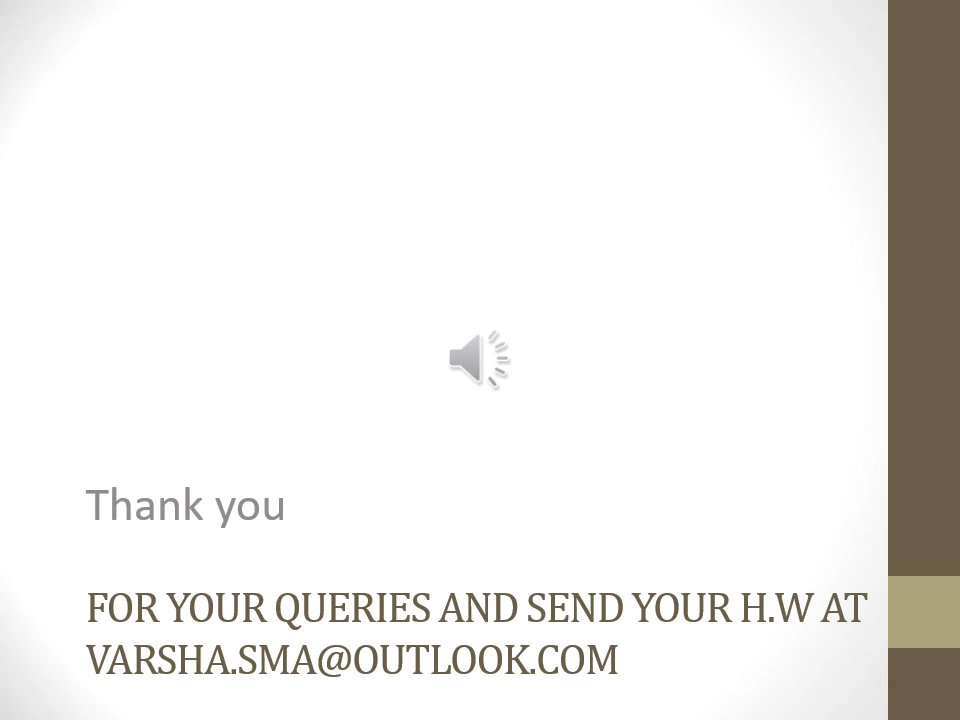 Thank you
FOR YOUR QUERIES AND SEND YOUR H.W AT
VARSHA.SMA@OUTLOOK.COM